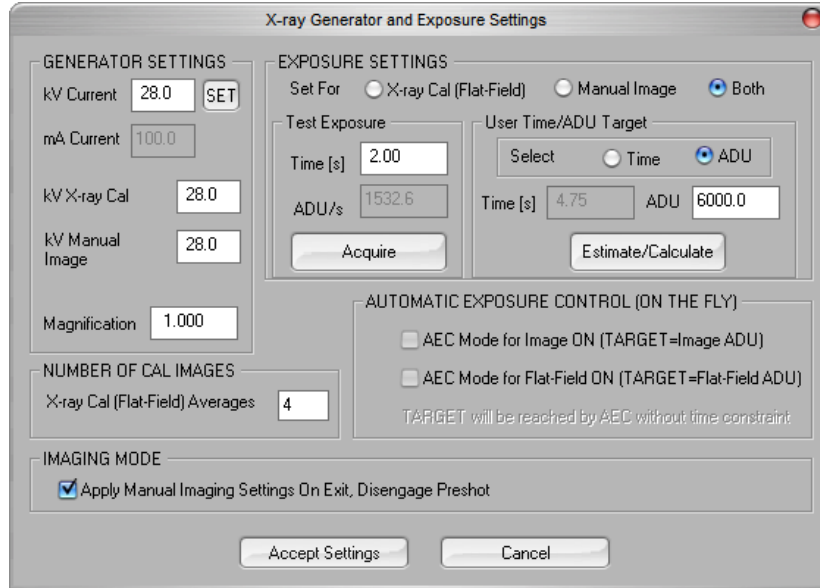 X-ray Generator and Exposure Settings
GENERATOR SETTINGS
kV Current 28.0 SET
mA Current 100.0
kV X-ray Cal 28.0
kV Manual
Image 28.0
Magnification 1.000
EXPOSURE SETTINGS
Set For X-ray Cal (Flat-Field) Manual Image Both
Test Exposure
Time [s] 2.00
ADU/s 1532.6
Acquire
User Time/ADU Target
Select Time ADU
Time [s] 4.75 ADU 6000.0
Estimate/Calculate
AUTOMATIC EXPOSURE CONTROL (ON THE FLY)
AEC Mode for Image ON (TARGET=Image ADU)
AEC Mode for Flat-Field ON (TARGET=Flat-Field ADU)
TARGET will be reached by AEC without time constraint
NUMBER OF CAL IMAGES
X-ray Cal (Flat-Field) Averages 4
IMAGING MODE
Apply Manual Imaging Settings On Exit, Disengage Preshot
Accept Settings Cancel